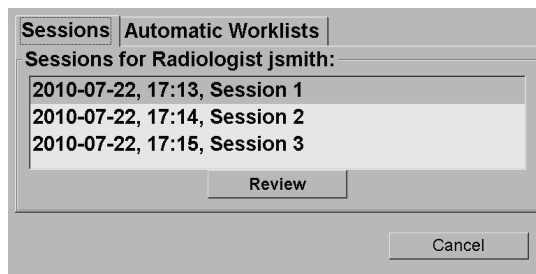 Sessions Automatic Worklists
Sessions for Radiologist jsmith:
2010-07-22, 17:13, Session 1
2010-07-22, 17:14, Session 2
2010-07-22, 17:15, Session 3
Review
Cancel